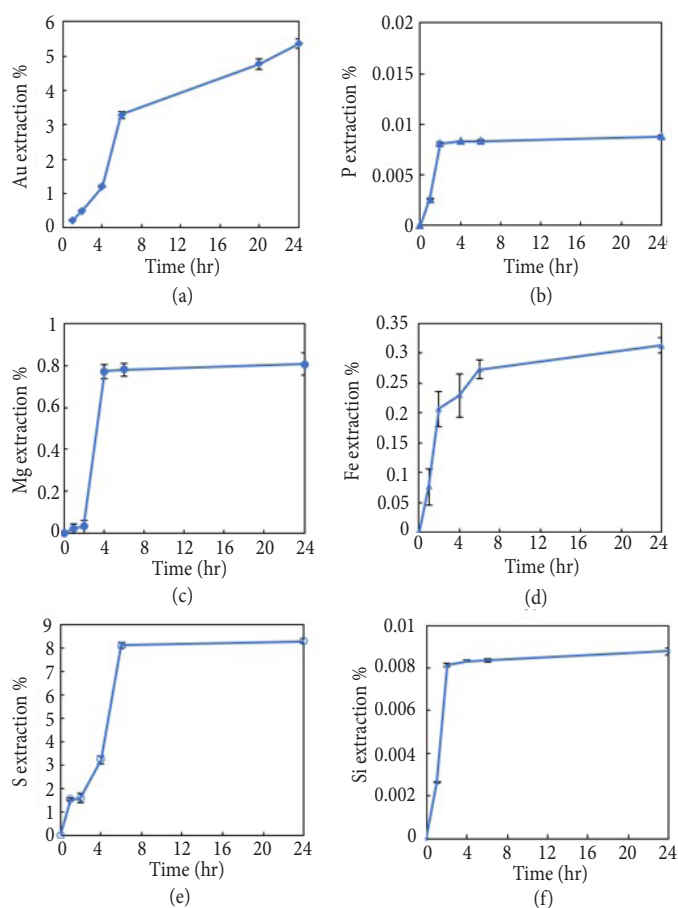 Au extraction %
6
5
4
3
2
1
0
0 4 8 12 16 20 24
Time (hr)
(a)
P extraction %
0.02
0.015
0.01
0.005
0
0 4 8 12 16 20 24
Time (hr)
(b)
Mg extraction %
1
0.8
0.6
0.4
0.2
0
0 4 8 12 16 20 24
Time (hr)
(c)
Fe extraction %
0.35
0.3
0.25
0.2
0.15
0.1
0.05
0
0 4 8 12 16 20 24
Time (hr)
(d)
S extraction %
9
8
7
6
5
4
3
2
1
0
0 4 8 12 16 20 24
Time (hr)
(e)
Si extraction %
0.01
0.008
0.006
0.004
0.002
0
0 4 8 12 16 20 24
Time (hr)
(f)